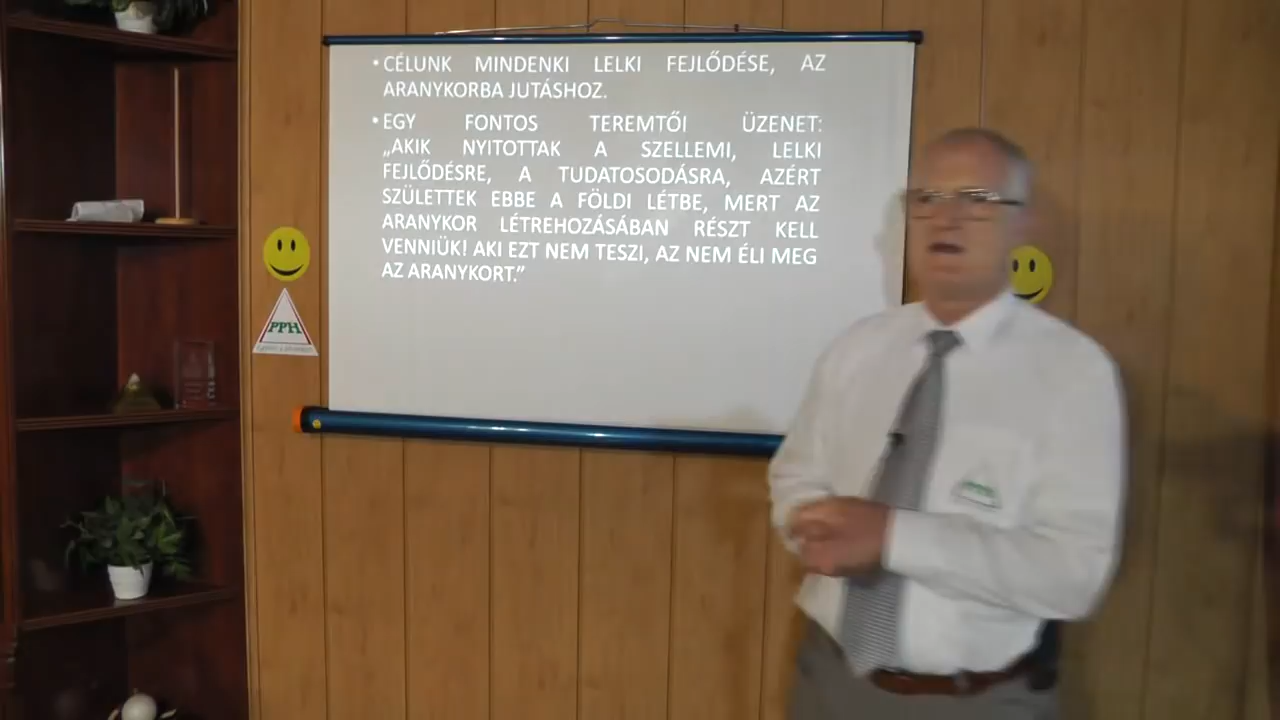 • CÉLUNK MINDENKI LELKI FEJLŐDÉSE, AZ
ARANYKORBA JUTÁSHOZ.
• EGY FONTOS TEREMTŐI ÜZENET:
„AKIK NYITOTTAK A SZELLEMI, LELKI
FEJLŐDÉSRE, A TUDATOSODÁSRA, AZÉRT
SZÜLETTEK EBBE A FÖLDI LÉTBE, MERT AZ
ARANYKOR LÉTREHOZÁSÁBAN RÉSZT KELL
VENNIÜK! AKI EZT NEM TESZI, AZ NEM ÉLI MEG
AZ ARANYKORT.”
PPH
PPH